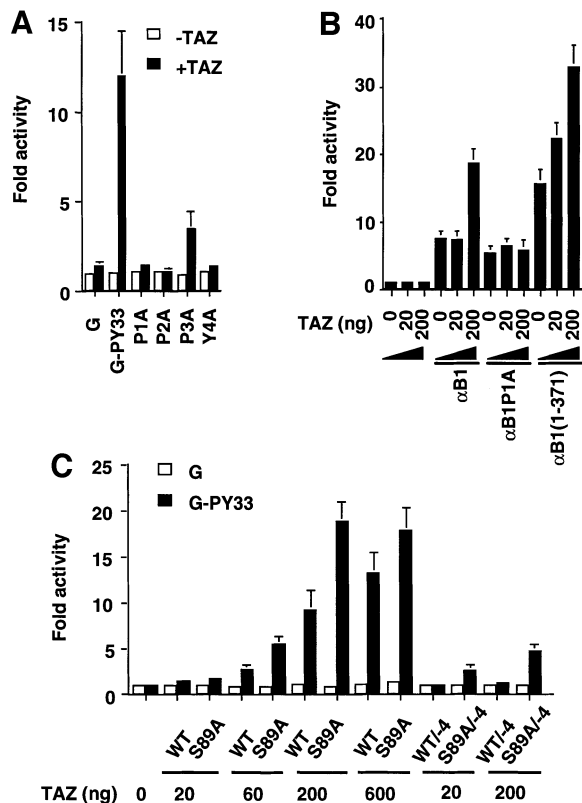 A
Fold activity
15
10
5
0
-TAZ
+TAZ
G
G-PY33
P1A
P2A
P3A
Y4A
B
Fold activity
40
30
20
10
0
TAZ (ng)
0 20 200 0 20 200 0 20 200 0 20 200
αB1
αB1P1A
αB1(1-371)
C
Fold activity
25
20
15
10
5
0
G
G-PY33
WT S89A WT S89A WT S89A WT S89A WT/-4 S89A/-4 WT/-4 S89A/-4
TAZ (ng) 0 20 60 200 600 20 200